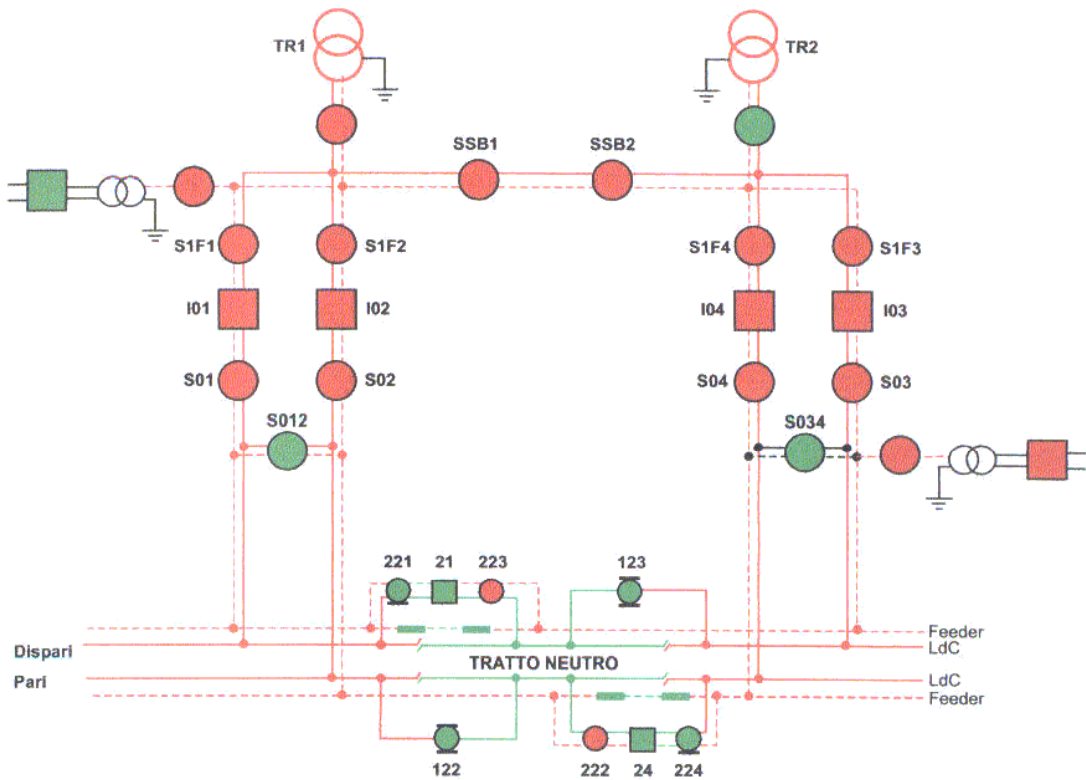 TR1
TR2
SSB1
SSB2
S1F1
S1F2
S1F4
S1F3
I01
I02
I04
I03
S01
S02
S04
S03
S012
S034
221
21
223
123
Feeder
Dispari
LdC
TRATTO NEUTRO
Pari
LdC
Feeder
122
222
24
224